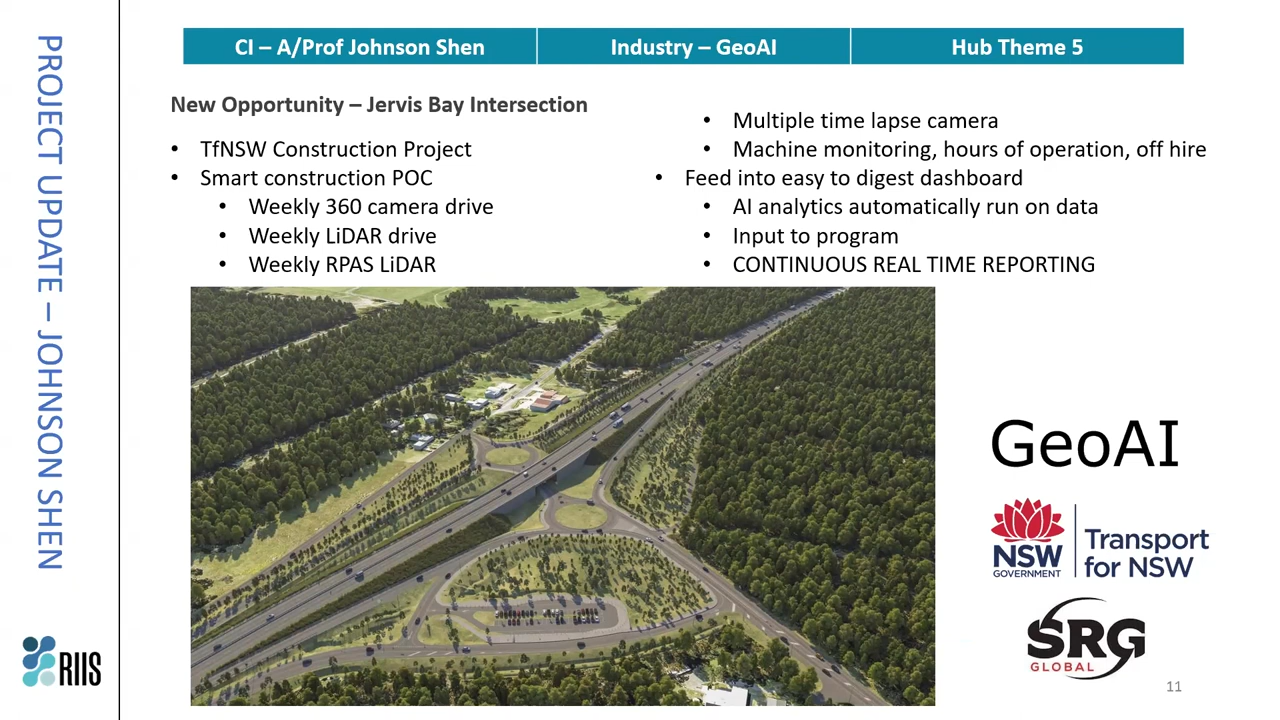 PROJECT UPDATE – JOHNSON SHEN
CI – A/Prof Johnson Shen
Industry – GeoAI
Hub Theme 5
New Opportunity – Jervis Bay Intersection
• TfNSW Construction Project
• Smart construction POC
• Weekly 360 camera drive
• Weekly LiDAR drive
• Weekly RPAS LiDAR
• Multiple time lapse camera
• Machine monitoring, hours of operation, off hire
• Feed into easy to digest dashboard
• AI analytics automatically run on data
• Input to program
• CONTINUOUS REAL TIME REPORTING
GeoAI
NSW
GOVERNMENT
Transport
for NSW
SRG
GLOBAL
RIIS
11